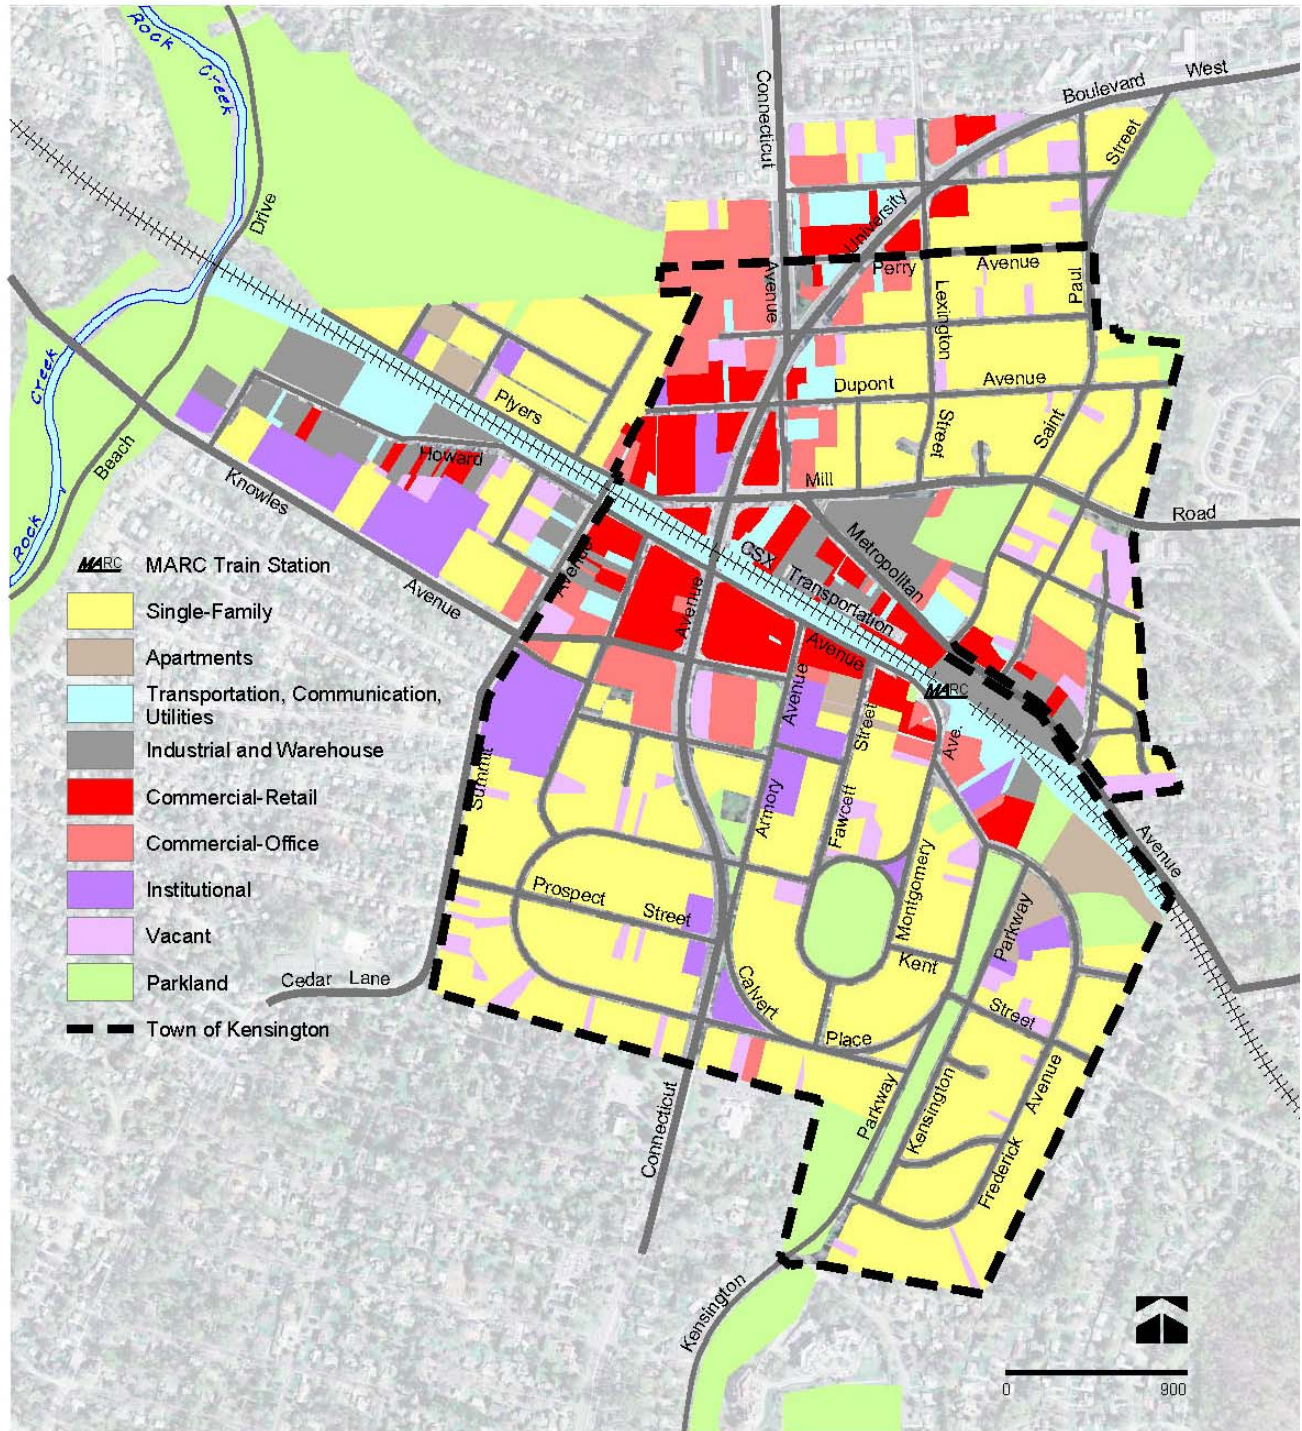 Rock
Creek
Connecticut
Boulevard
West
Street
Drive
University
Avenue
Perry
Avenue
Paul
Lexington
Creek
Dupont
Avenue
Plyers
Street
Saint
Beach
Howard
Mill
Road
Knowles
Rock
Metropolitan
CSX
Transportation
MARC
MARC Train Station
Avenue
Avenue
Avenue
Single-Family
Avenue
Apartments
Avenue
Street
MARC
Transportation, Communication,
Utilities
Ave.
Industrial and Warehouse
Summit
Commercial-Retail
Armory
Fawcett
Avenue
Commercial-Office
Montgomery
Institutional
Prospect
Street
Parkway
Vacant
Kent
Parkland
Cedar Lane
Calvert
Street
Town of Kensington
Place
Connecticut
Parkway
Kensington
Avenue
Frederick
Kensington
0
900